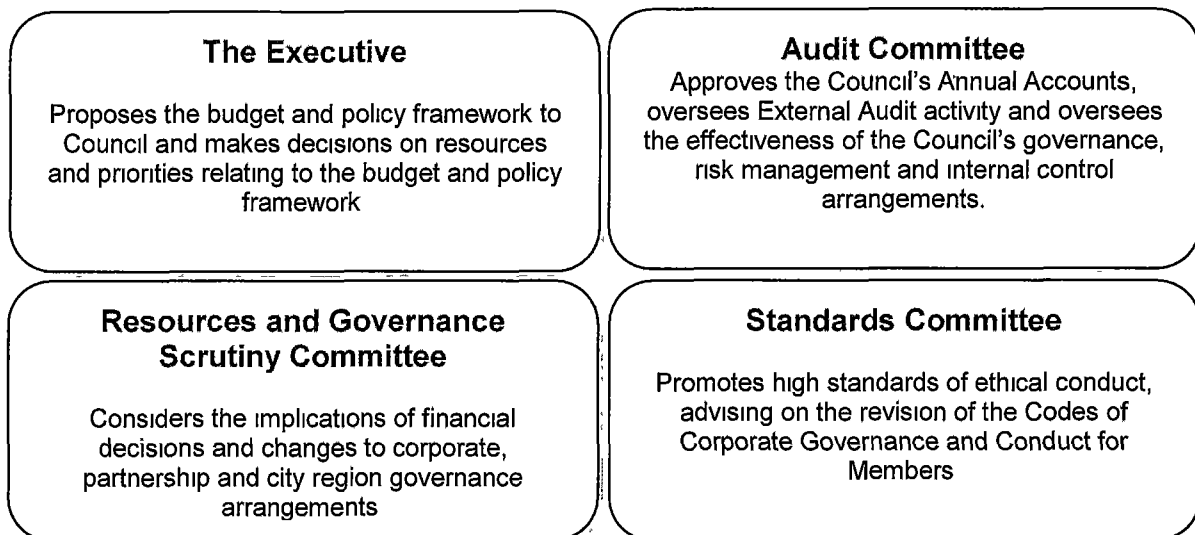 The Executive
Proposes the budget and policy framework to
Council and makes decisions on resources
and priorities relating to the budget and policy
framework
Audit Committee
Approves the Council's Annual Accounts,
oversees External Audit activity and oversees
the effectiveness of the Council's governance,
risk management and internal control
arrangements.
Resources and Governance
Scrutiny Committee
Considers the implications of financial
decisions and changes to corporate,
partnership and city region governance
arrangements
Standards Committee
Promotes high standards of ethical conduct,
advising on the revision of the Codes of
Corporate Governance and Conduct for
Members